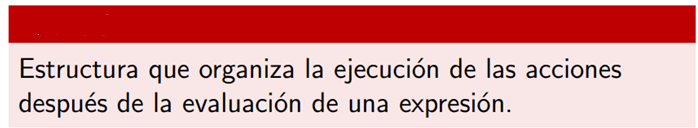 Estructura que organiza la ejecución de las acciones
después de la evaluación de una expresión.